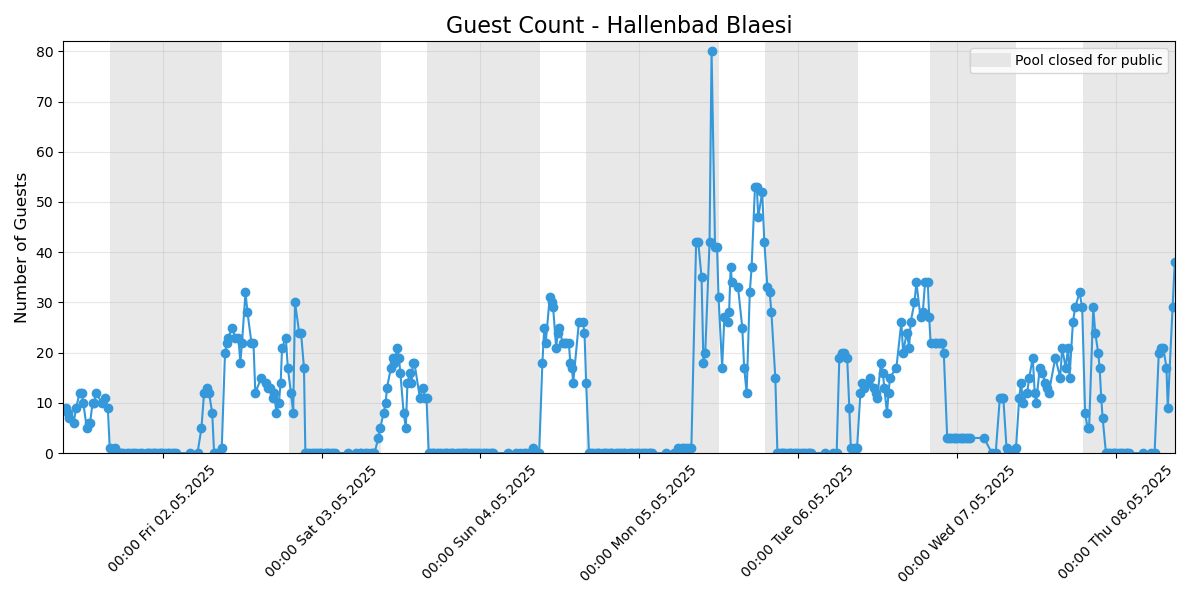 Guest Count - Hallenbad Blaesi
Pool closed for public
Number of Guests
80
70
60
50
40
30
20
10
0
00:00 Fri 02.05.2025
00:00 Sat 03.05.2025
00:00 Sun 04.05.2025
00:00 Mon 05.05.2025
00:00 Tue 06.05.2025
00:00 Wed 07.05.2025
00:00 Thu 08.05.2025